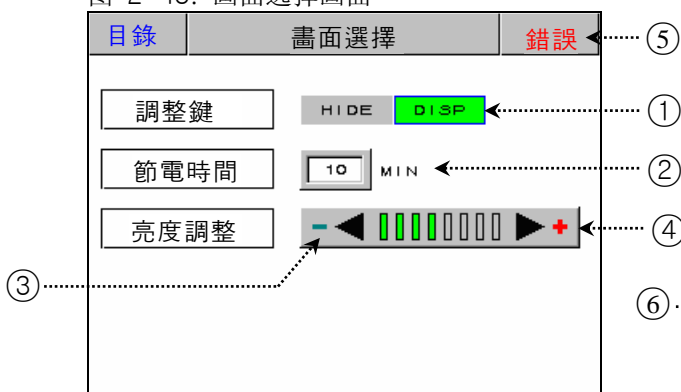 目錄 畫面選擇 錯誤 ⑤
調整鍵 HIDE DISP ①
節電時間 10 MIN ②
亮度調整 - + ④
③
⑥